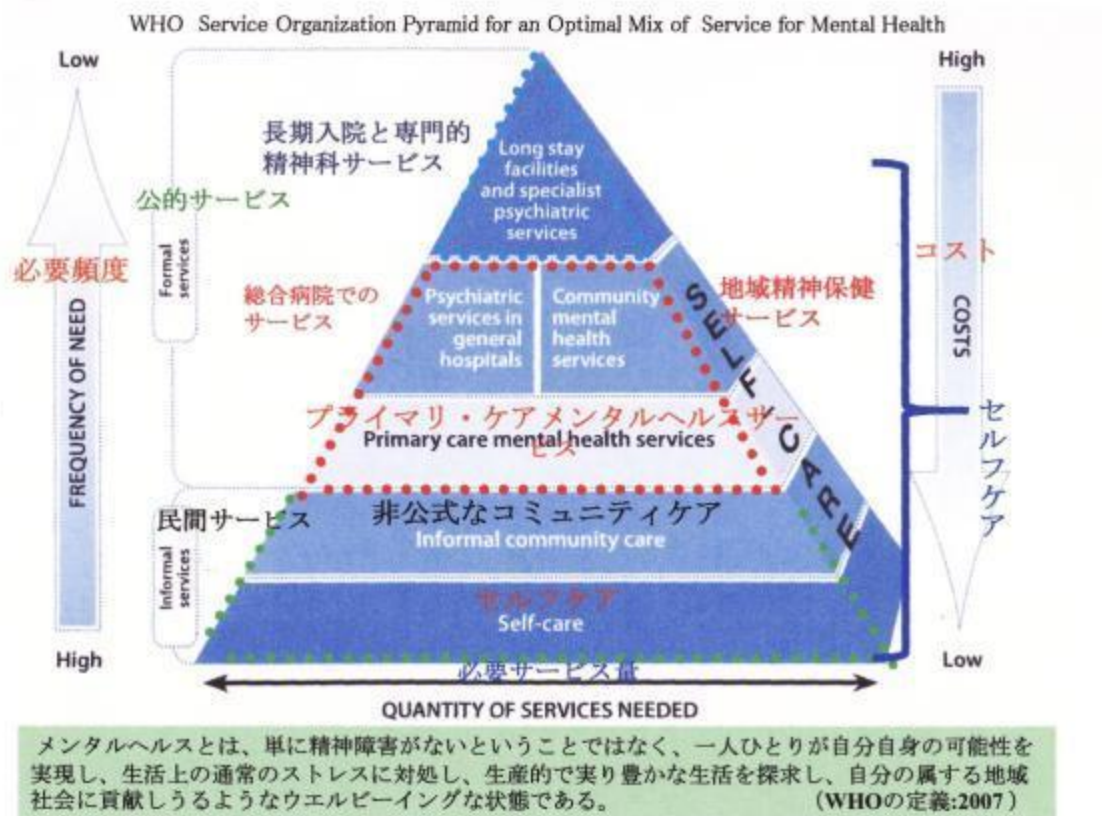 WHO Service Organization Pyramid for an Optimal Mix of Service for Mental Health
Low
High
長期入院と専門的
精神科サービス
Long stay
facilities
and specialist
psychiatric
services
公的サービス
Formal
services
必要頻度
FREQUENCY OF NEED
コスト
COSTS
総合病院での
サービス
Psychiatric
services in
general
hospitals
Community
mental
health
services
地域精神保健
サービス
SELF-CARE
プライマリ・ケアメンタルヘルスサー
ビス
Primary care mental health services
セルフケア
民間サービス
非公式なコミュニティケア
Informal community care
Informal
services
セルフケア
Self-care
High
Low
必要サービス量
QUANTITY OF SERVICES NEEDED
メンタルヘルスとは、単に精神障害がないということではなく、一人ひとりが自分自身の可能性を
実現し、生活上の通常のストレスに対処し、生産的で実り豊かな生活を探求し、自分の属する地域
社会に貢献しうるようなウエルビーイングな状態である。 （WHOの定義:2007）